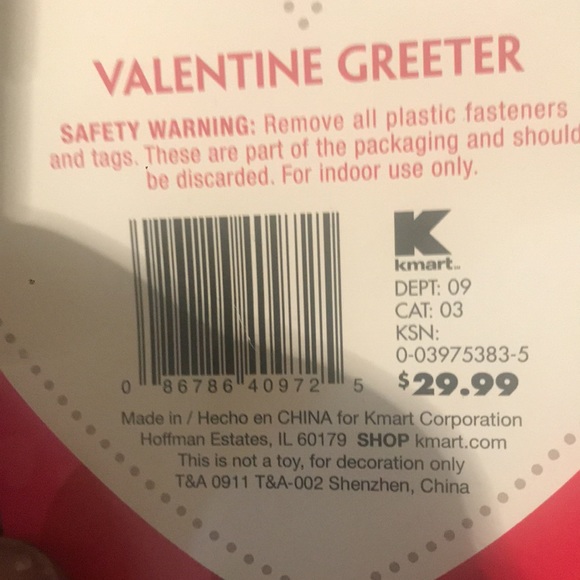 VALENTINE GREETER
SAFETY WARNING: Remove all plastic fasteners
and tags. These are part of the packaging and should
be discarded. For indoor use only.
K
kmart™
DEPT: 09
CAT: 03
KSN:
0-03975383-5
$29.99
0 86786 40972 5
Made in / Hecho en CHINA for Kmart Corporation
Hoffman Estates, IL 60179 SHOP kmart.com
This is not a toy, for decoration only
T&A 0911 T&A-002 Shenzhen, China